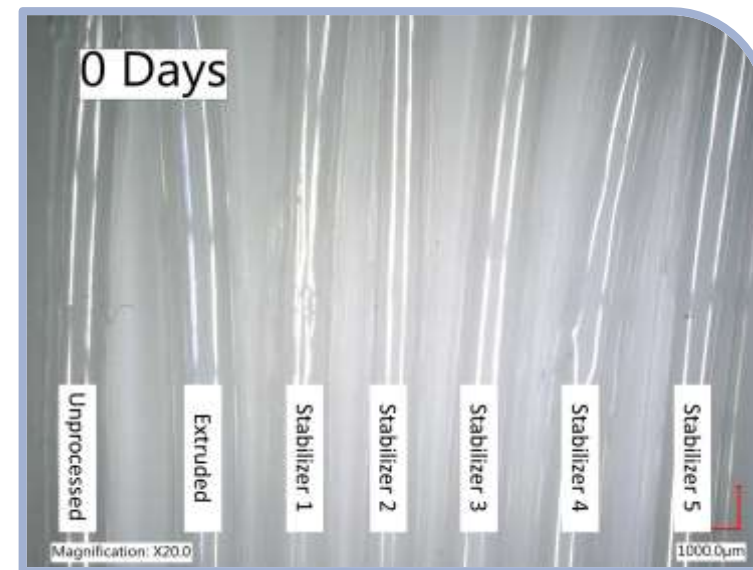 0 Days
Unprocessed
Extruded
Stabilizer 1
Stabilizer 2
Stabilizer 3
Stabilizer 4
Stabilizer 5
Magnification: X20.0
1000.0μm